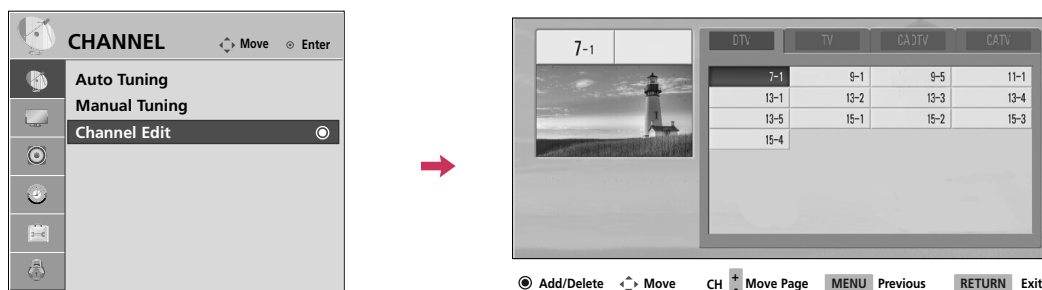 CHANNEL Move Enter
Auto Tuning
Manual Tuning
Channel Edit
7-1
DTV TV CADTV CATV
7-1 9-1 9-5 11-1
13-1 13-2 13-3 13-4
13-5 15-1 15-2 15-3
15-4
Add/Delete Move CH + - Move Page MENU Previous RETURN Exit